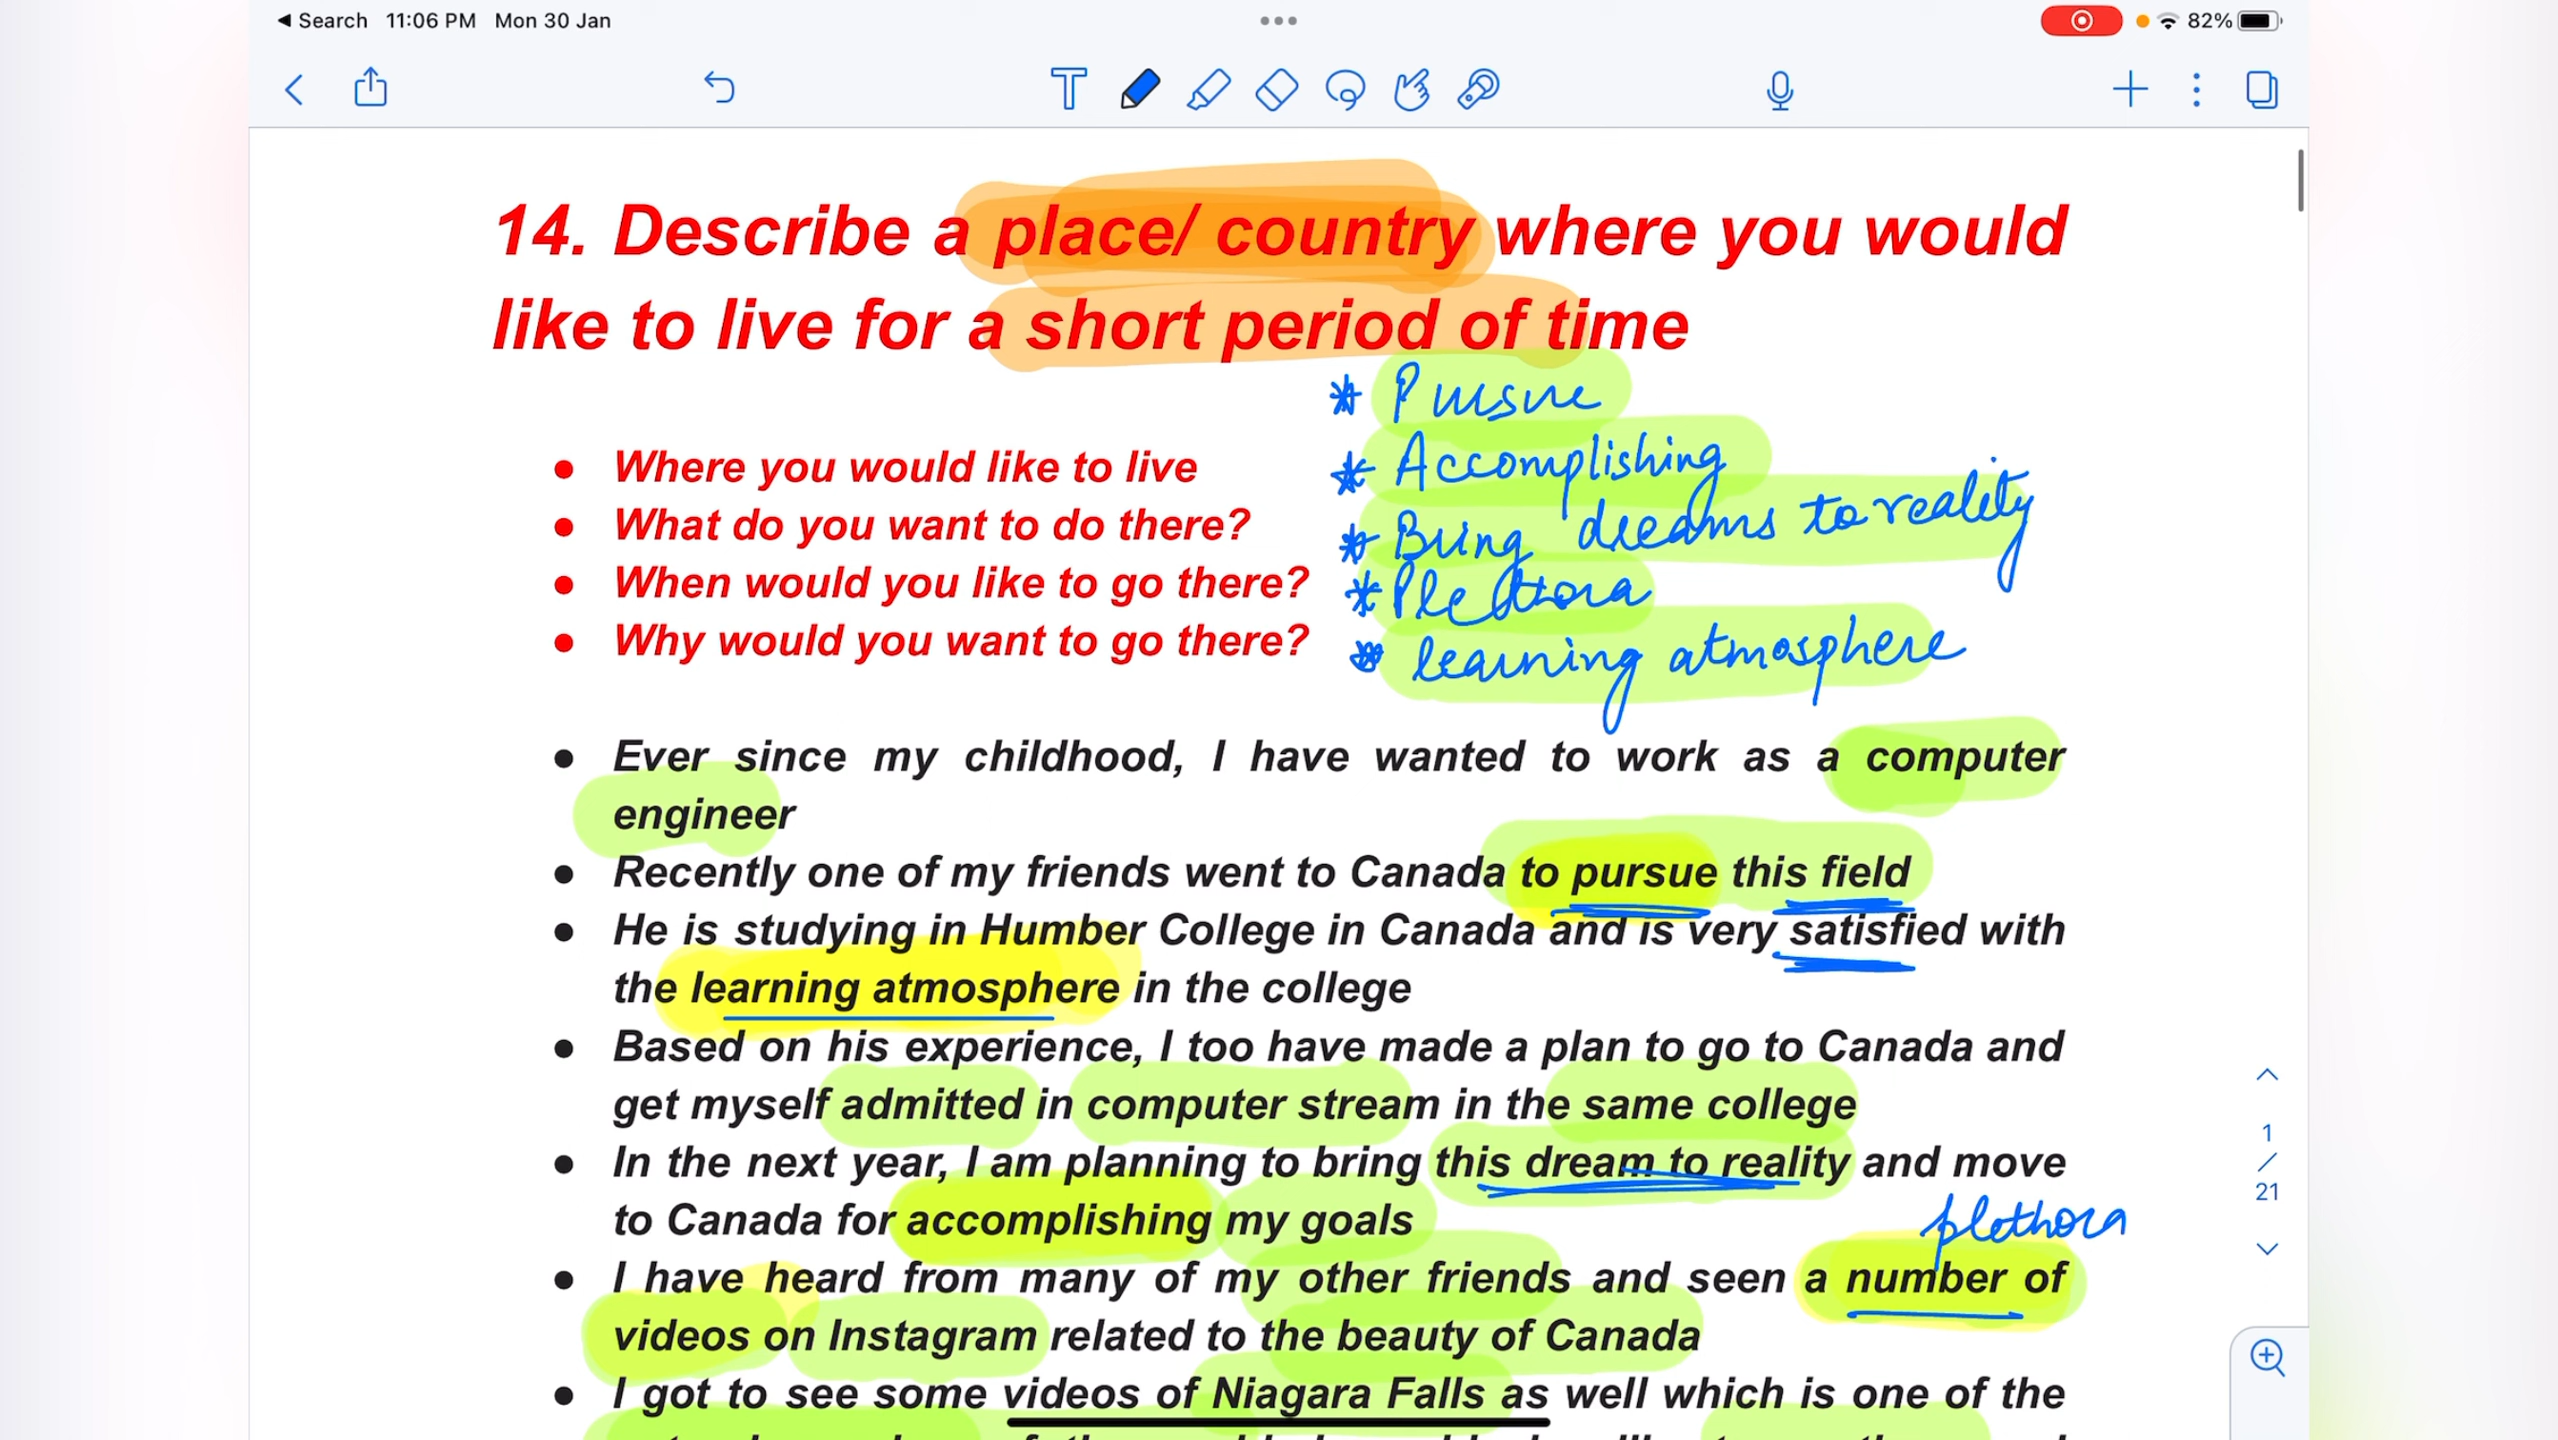 Search 11:06 PM Mon 30 Jan
82%
14. Describe a place/ country where you would
like to live for a short period of time
* Pursue
* Accomplishing
* Bring dreams to reality
* Plethora
* learning atmosphere
● Where you would like to live
● What do you want to do there?
● When would you like to go there?
● Why would you want to go there?
● Ever since my childhood, I have wanted to work as a computer
engineer
● Recently one of my friends went to Canada to pursue this field
● He is studying in Humber College in Canada and is very satisfied with
the learning atmosphere in the college
● Based on his experience, I too have made a plan to go to Canada and
get myself admitted in computer stream in the same college
● In the next year, I am planning to bring this dream to reality and move
to Canada for accomplishing my goals
plethora
● I have heard from many of my other friends and seen a number of
videos on Instagram related to the beauty of Canada
● I got to see some videos of Niagara Falls as well which is one of the
1
/
21